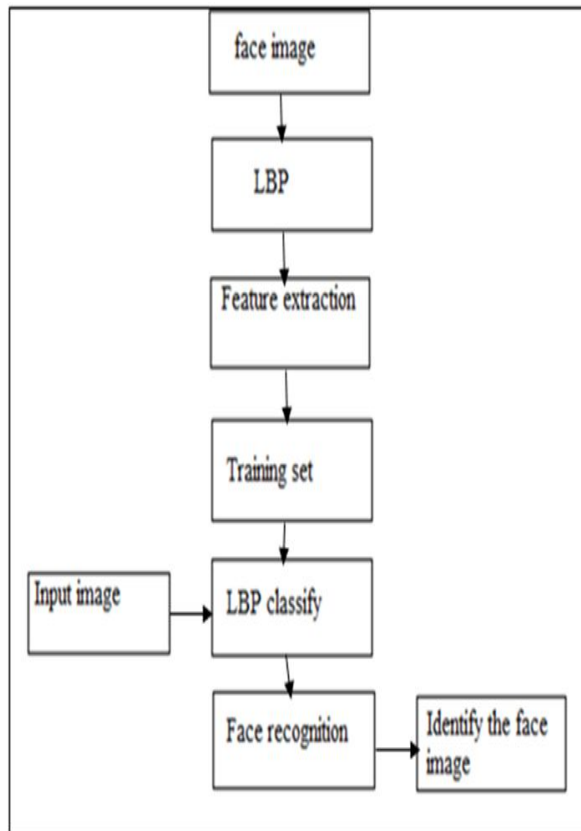 face image
LBP
Feature extraction
Training set
Input image
LBP classify
Face recognition
Identify the face
image